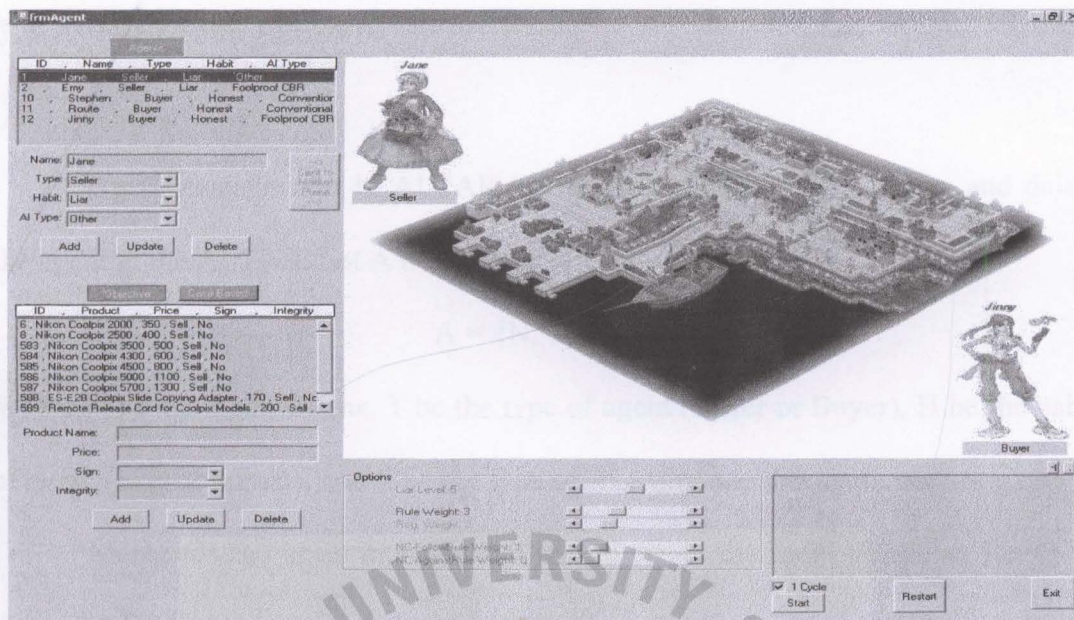 frmAgent
Agents
ID , Name , Type , Habit , AI Type
1 , Jane , Seller , Liar , Other
2 , Emy , Seller , Liar , Foolproof CBR
10 , Stephen , Buyer , Honest , Convention
11 , Route , Buyer , Honest , Conventional
12 , Jinny , Buyer , Honest , Foolproof CBR
Name: Jane
Type: Seller
Habit: Liar
AI Type: Other
Add Update Delete
ID , Product , Price , Sign , Integrity
6 , Nikon Coolpix 2000 , 350 , Sell , No
8 , Nikon Coolpix 2500 , 400 , Sell , No
583 , Nikon Coolpix 3500 , 500 , Sell , No
584 , Nikon Coolpix 4300 , 600 , Sell , No
585 , Nikon Coolpix 4500 , 800 , Sell , No
586 , Nikon Coolpix 5000 , 1100 , Sell , No
587 , Nikon Coolpix 5700 , 1300 , Sell , No
588 , ES-E28 Coolpix Slide Copying Adapter , 170 , Sell , No
589 , Remote Release Cord for Coolpix Models , 200 , Sell ,
Product Name:
Price:
Sign:
Integrity:
Add Update Delete
Jane
Seller
Jinny
Buyer
Options
Liar Level: 5
Rule Weight: 3
NC-FollowRule Weight:
NC-AgainstRule Weight:
1 Cycle
Start
Restart
Exit
UNIVERSITY